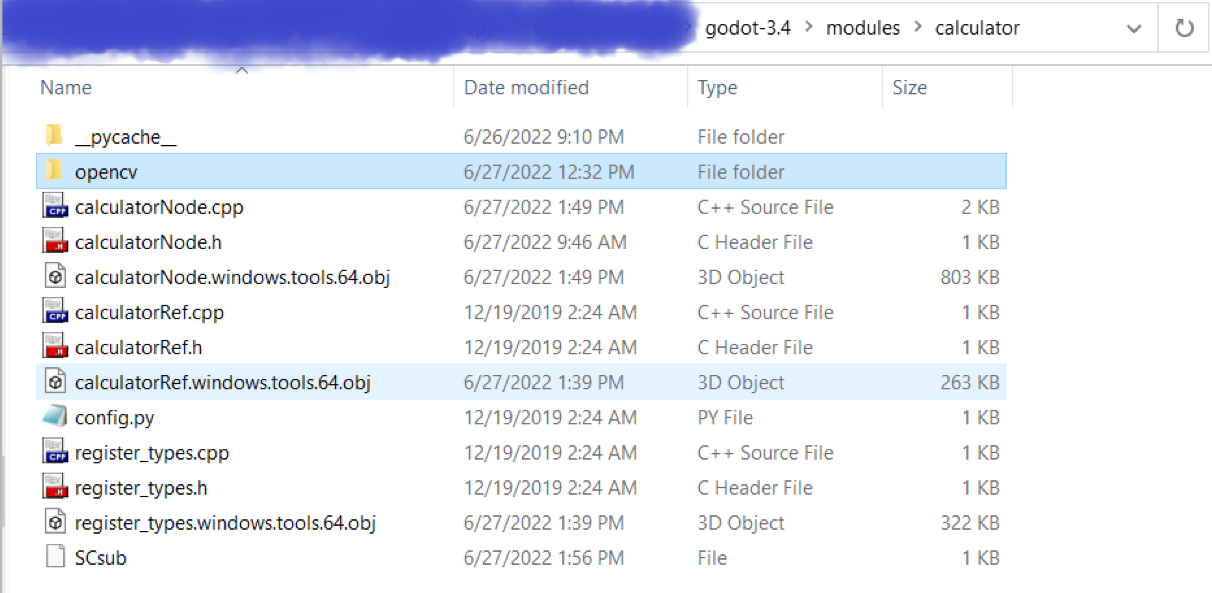 godot-3.4 > modules > calculator
Name Date modified Type Size
__pycache__ 6/26/2022 9:10 PM File folder
opencv 6/27/2022 12:32 PM File folder
calculatorNode.cpp 6/27/2022 1:49 PM C++ Source File 2 KB
calculatorNode.h 6/27/2022 9:46 AM C Header File 1 KB
calculatorNode.windows.tools.64.obj 6/27/2022 1:49 PM 3D Object 803 KB
calculatorRef.cpp 12/19/2019 2:24 AM C++ Source File 1 KB
calculatorRef.h 12/19/2019 2:24 AM C Header File 1 KB
calculatorRef.windows.tools.64.obj 6/27/2022 1:39 PM 3D Object 263 KB
config.py 12/19/2019 2:24 AM PY File 1 KB
register_types.cpp 12/19/2019 2:24 AM C++ Source File 1 KB
register_types.h 12/19/2019 2:24 AM C Header File 1 KB
register_types.windows.tools.64.obj 6/27/2022 1:39 PM 3D Object 322 KB
SCsub 6/27/2022 1:56 PM File 1 KB